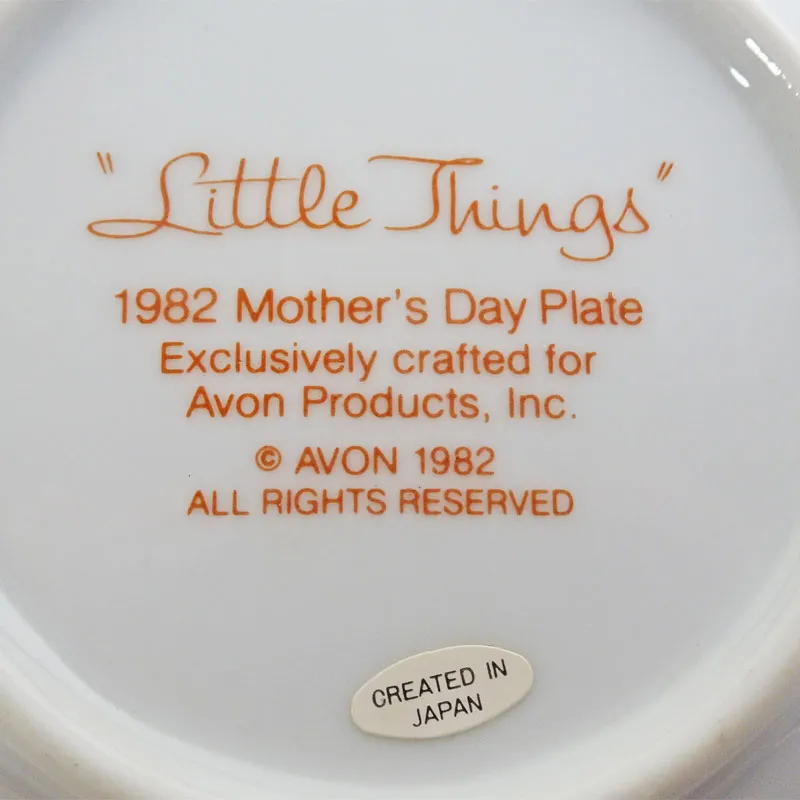 "Little Things"
1982 Mother's Day Plate
Exclusively crafted for
Avon Products, Inc.
© AVON 1982
ALL RIGHTS RESERVED
CREATED IN
JAPAN